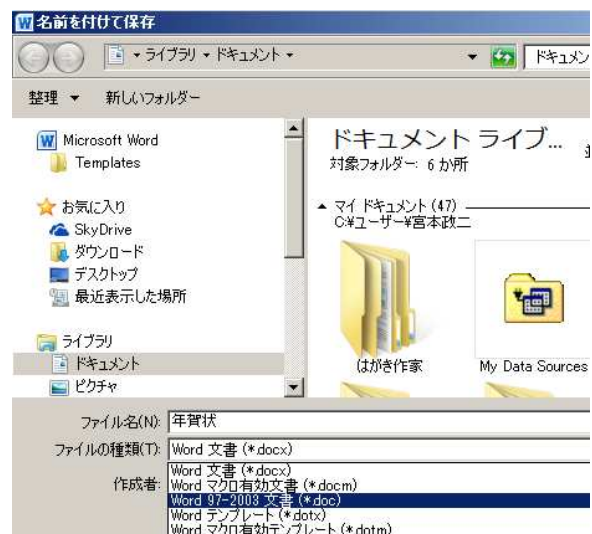 名前を付けて保存
ライブラリ ドキュメント
ドキュメン
整理 新しいフォルダー
Microsoft Word
Templates
お気に入り
SkyDrive
ダウンロード
デスクトップ
最近表示した場所
ライブラリ
ドキュメント
ピクチャ
ドキュメント ライブ...
対象フォルダー: 6 か所
マイ ドキュメント (47)
C:¥ユーザー¥宮本政二
はがき作家
My Data Sources
ファイル名(N): 年賀状
ファイルの種類(T): Word 文書 (*.docx)
作成者:
Word 文書 (*.docx)
Word マクロ有効文書 (*.docm)
Word 97-2003 文書 (*.doc)
Word テンプレート (*.dotx)
Word マクロ有効テンプレート (*.dotm)